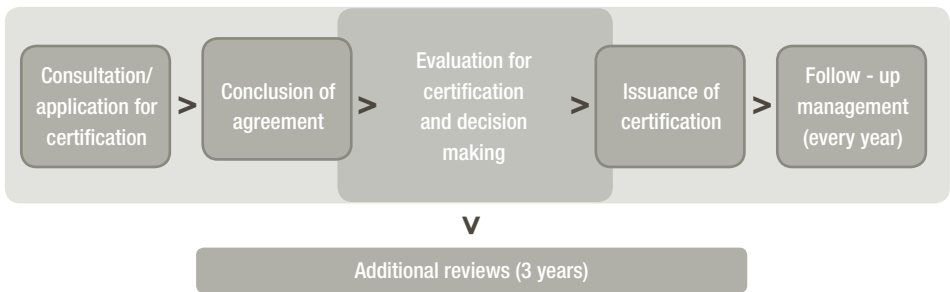 Consultation/
application for
certification
>
Conclusion of
agreement
>
Evaluation for
certification
and decision
making
>
Issuance of
certification
>
Follow - up
management
(every year)
>
Additional reviews (3 years)